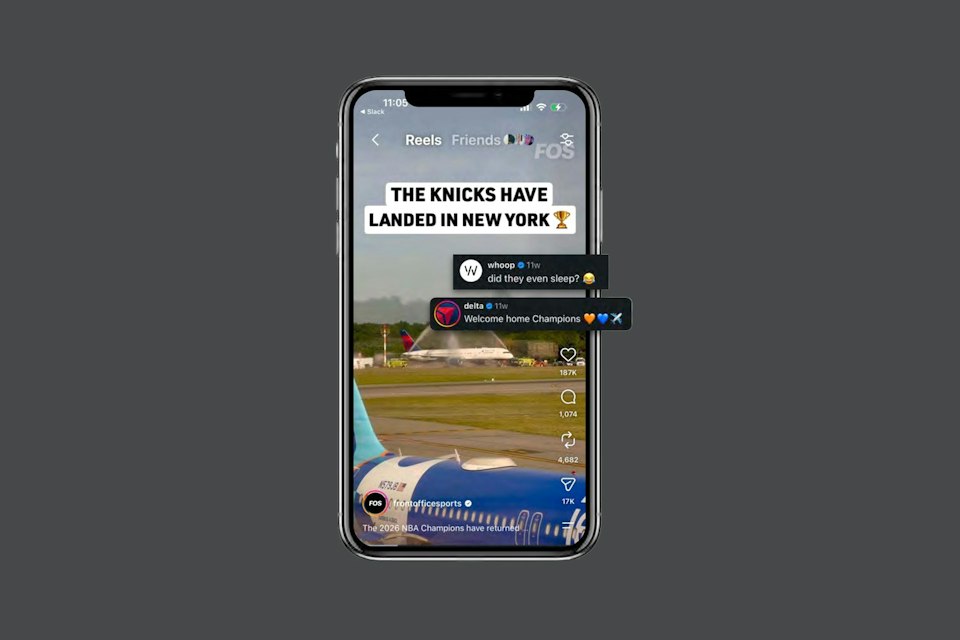 11:05
◀ Slack
Reels Friends
FOS
THE KNICKS HAVE
LANDED IN NEW YORK🏆
whoop 11w
did they even sleep? 😂
delta 11w
Welcome home Champions 🧡💙✈️
187K
1,074
4,682
17K
FOS frontofficesports
The 2026 NBA Champions have returned